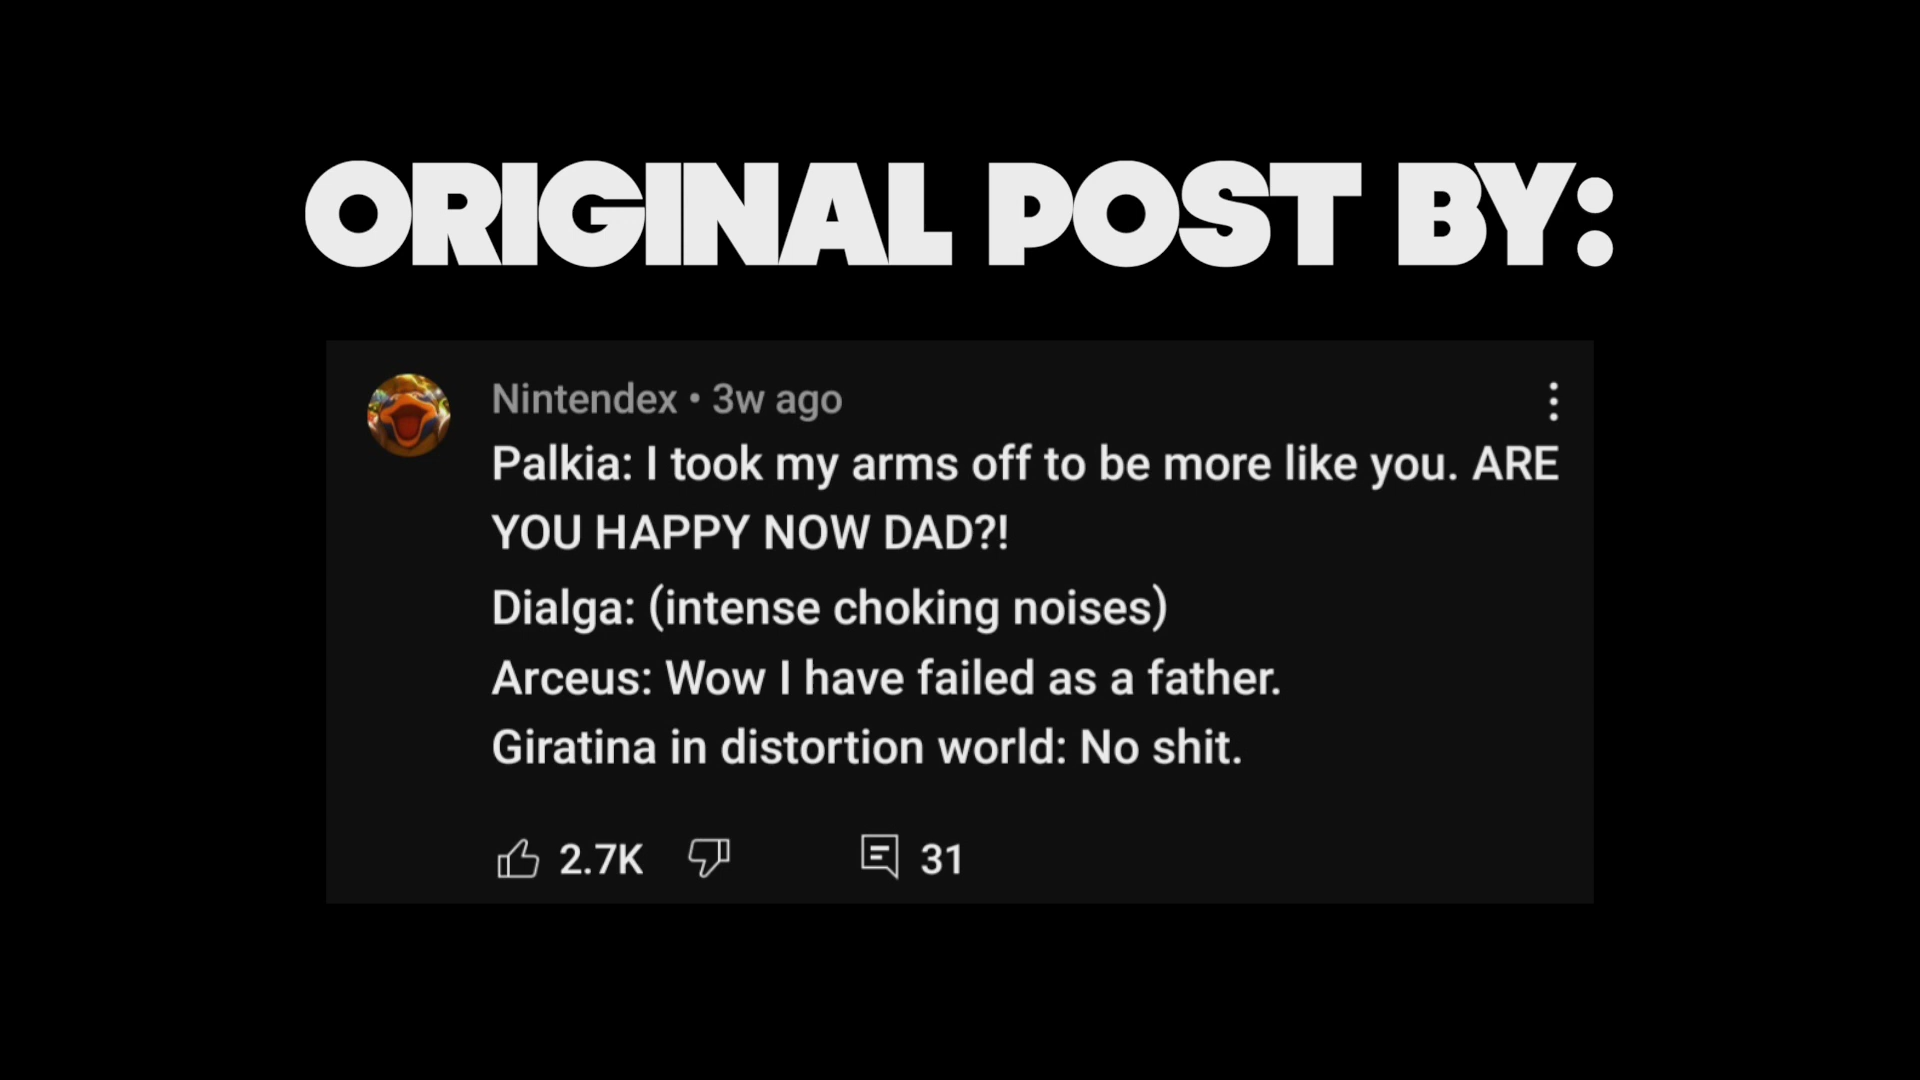 ORIGINAL POST BY:
Nintendex • 3w ago
Palkia: I took my arms off to be more like you. ARE
YOU HAPPY NOW DAD?!
Dialga: (intense choking noises)
Arceus: Wow I have failed as a father.
Giratina in distortion world: No shit.
2.7K 31